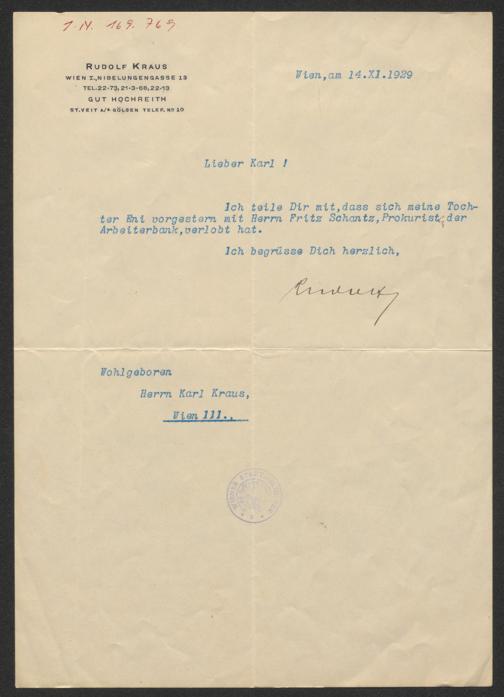 I.N. 169.769
RUDOLF KRAUS
WIEN I., NIBELUNGENGASSE 13
TEL. 22-73, 21-3-68, 22-13
GUT HOCHREITH
ST. VEIT A/D GÖLSEN TELEF. NO 10
Wien, am 14.XI.1929
Lieber Karl !
Ich teile Dir mit, dass sich meine Toch-
ter Eni vorgestern mit Herrn Fritz Schantz, Prokurist der
Arbeiterbank, verlobt hat.
Ich begrüsse Dich herzlich,
Rudolf
Wohlgeboren
Herrn Karl Kraus,
Wien III.,